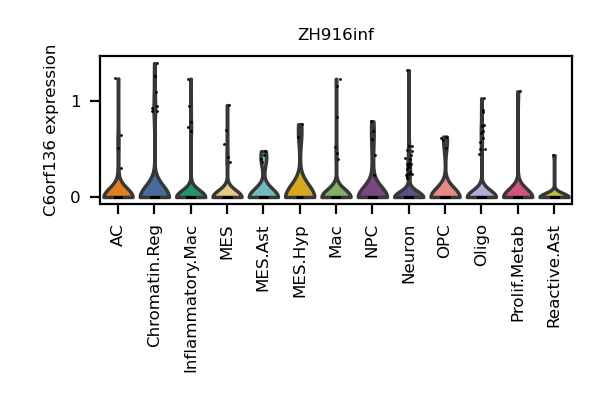 ZH916inf
C6orf136 expression
1
0
AC
Chromatin.Reg
Inflammatory.Mac
MES
MES.Ast
MES.Hyp
Mac
NPC
Neuron
OPC
Oligo
Prolif.Metab
Reactive.Ast